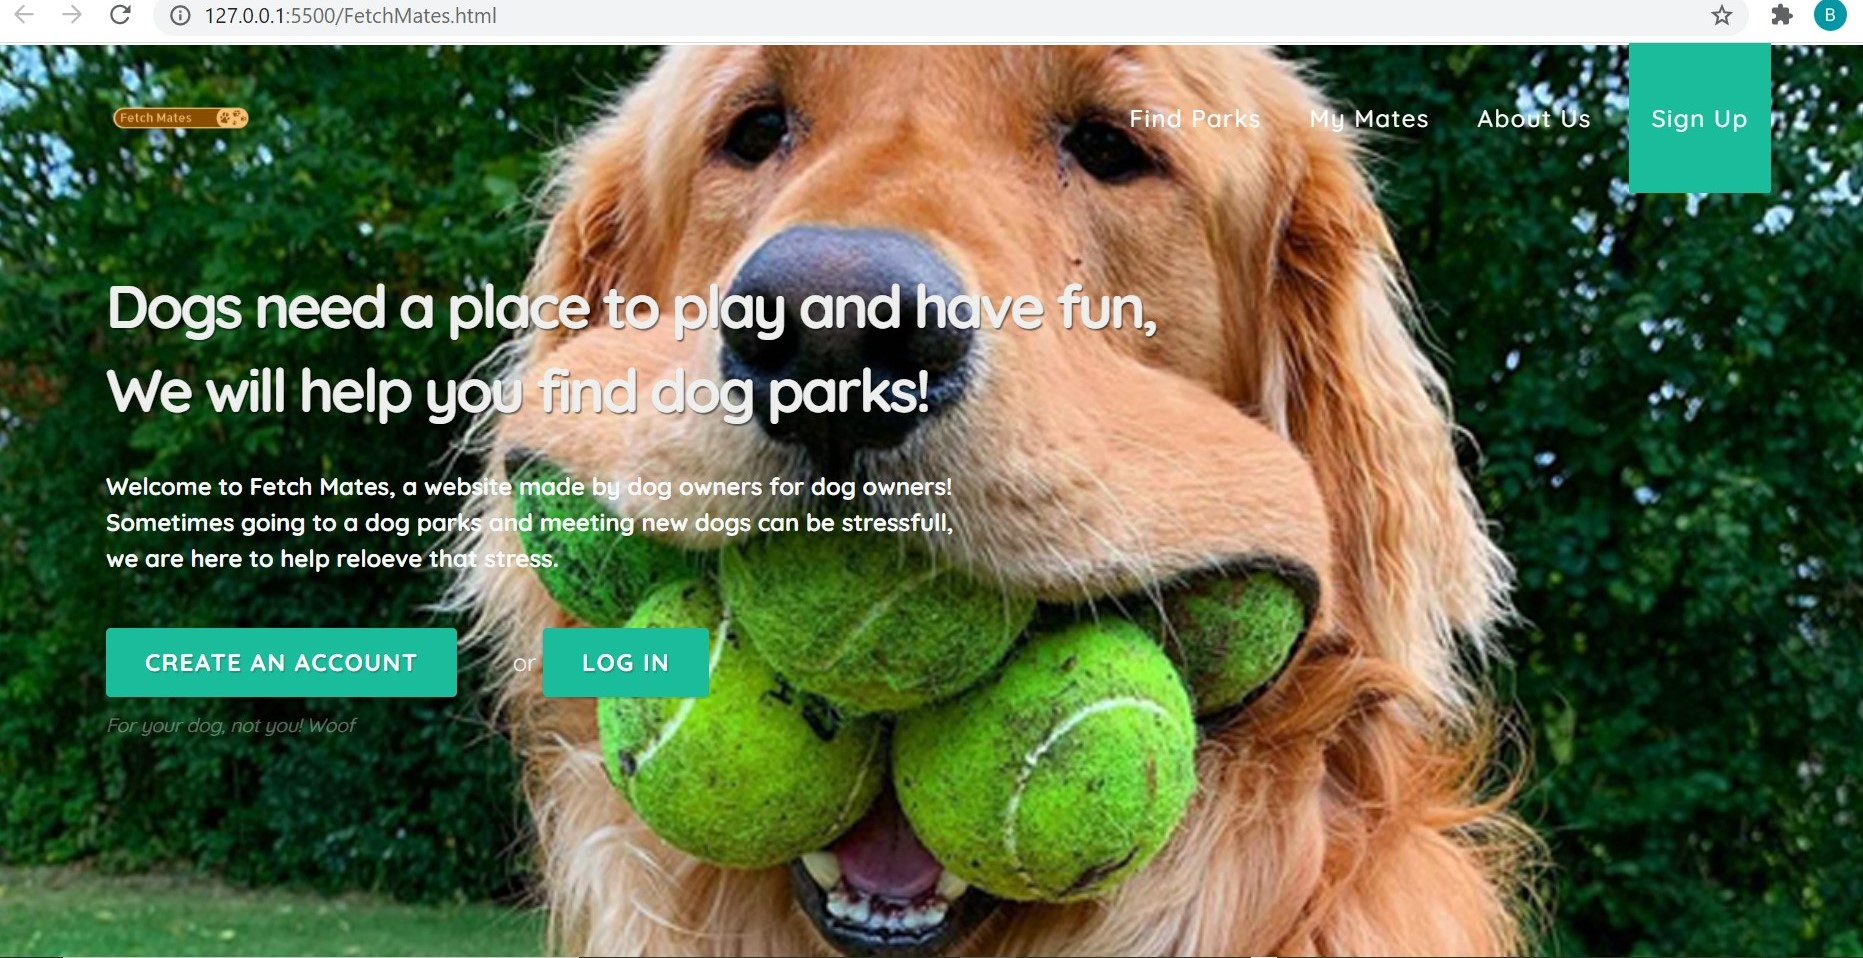 127.0.0.1:5500/FetchMates.html
B
Fetch Mates
Find Parks My Mates About Us Sign Up
Dogs need a place to play and have fun,
We will help you find dog parks!
Welcome to Fetch Mates, a website made by dog owners for dog owners!
Sometimes going to a dog parks and meeting new dogs can be stressfull,
we are here to help reloeve that stress.
CREATE AN ACCOUNT or LOG IN
For your dog, not you! Woof